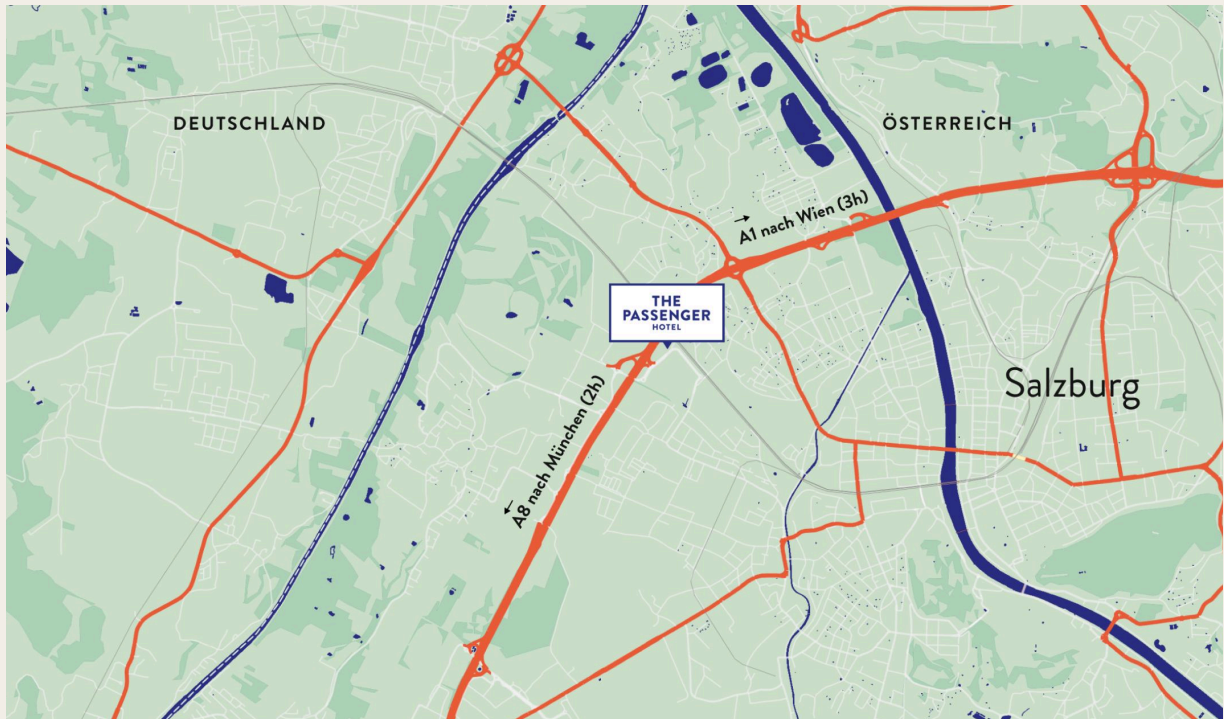 DEUTSCHLAND
ÖSTERREICH
→
A1 nach Wien (3h)
THE
PASSENGER
HOTEL
Salzburg
←
A8 nach München (2h)